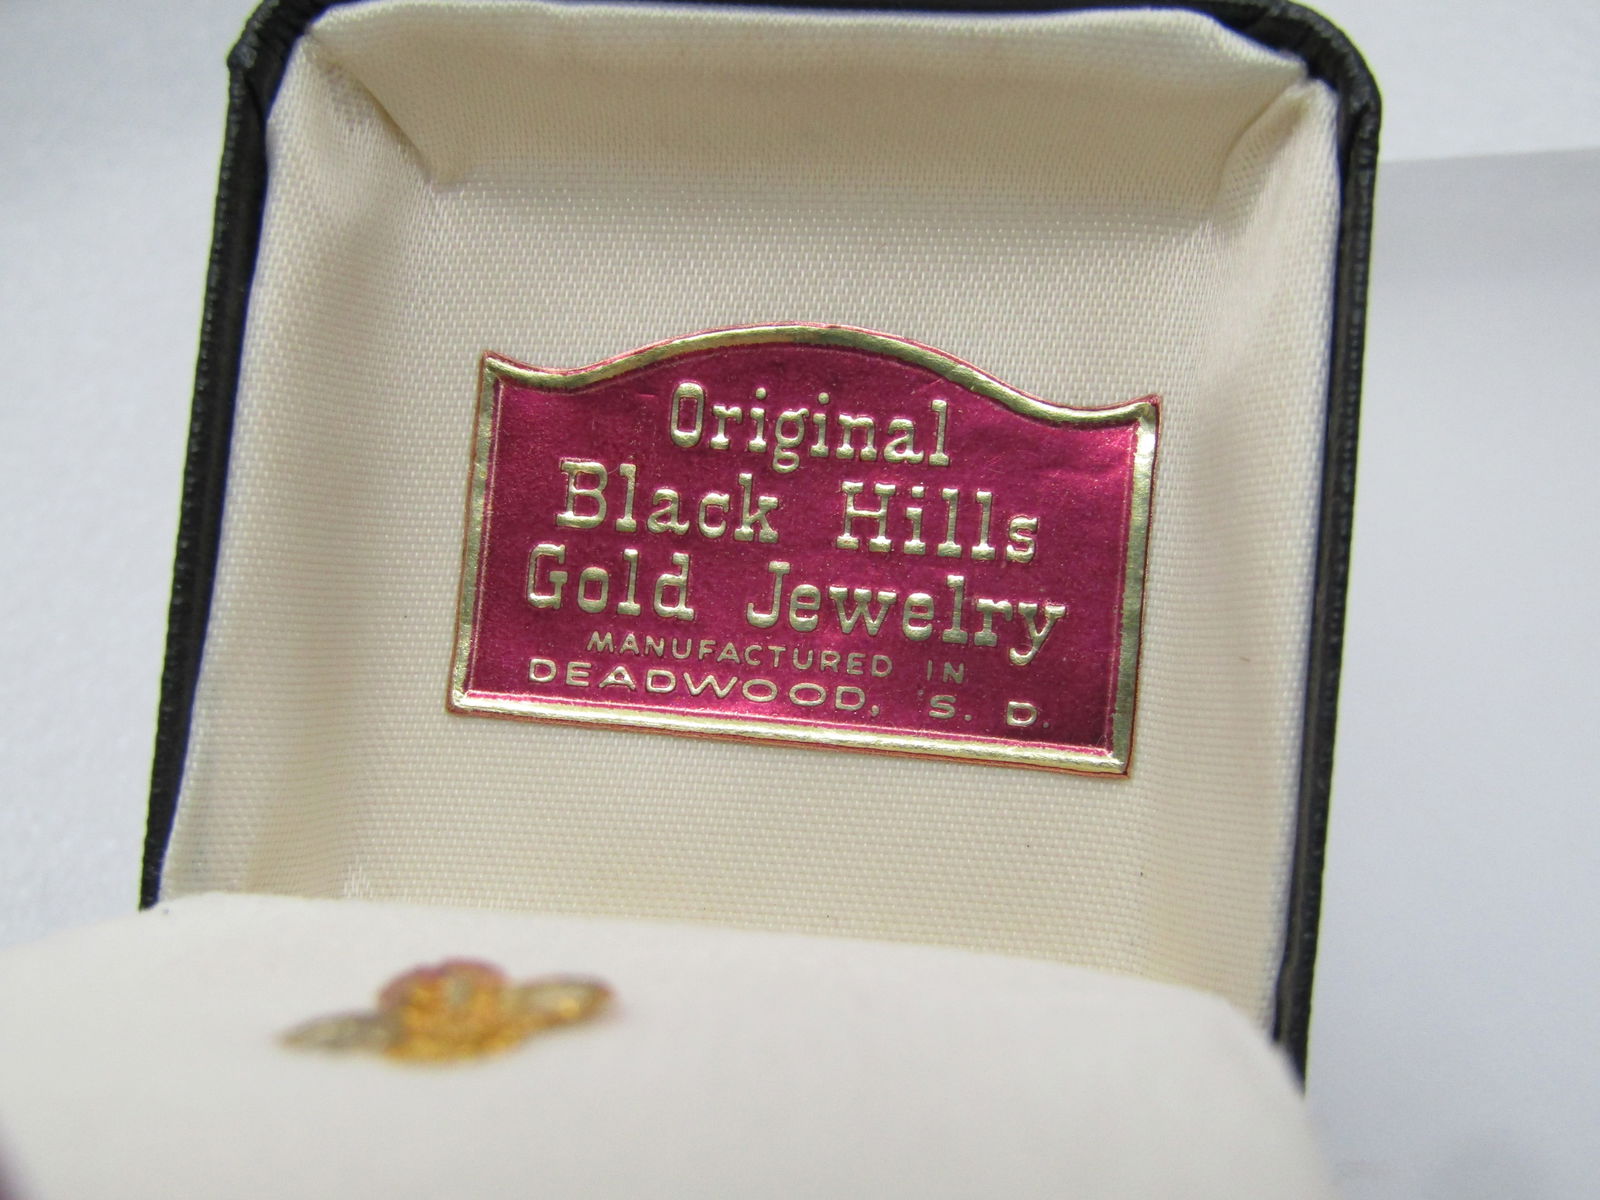 Original
Black Hills
Gold Jewelry
MANUFACTURED IN
DEADWOOD, S. D.